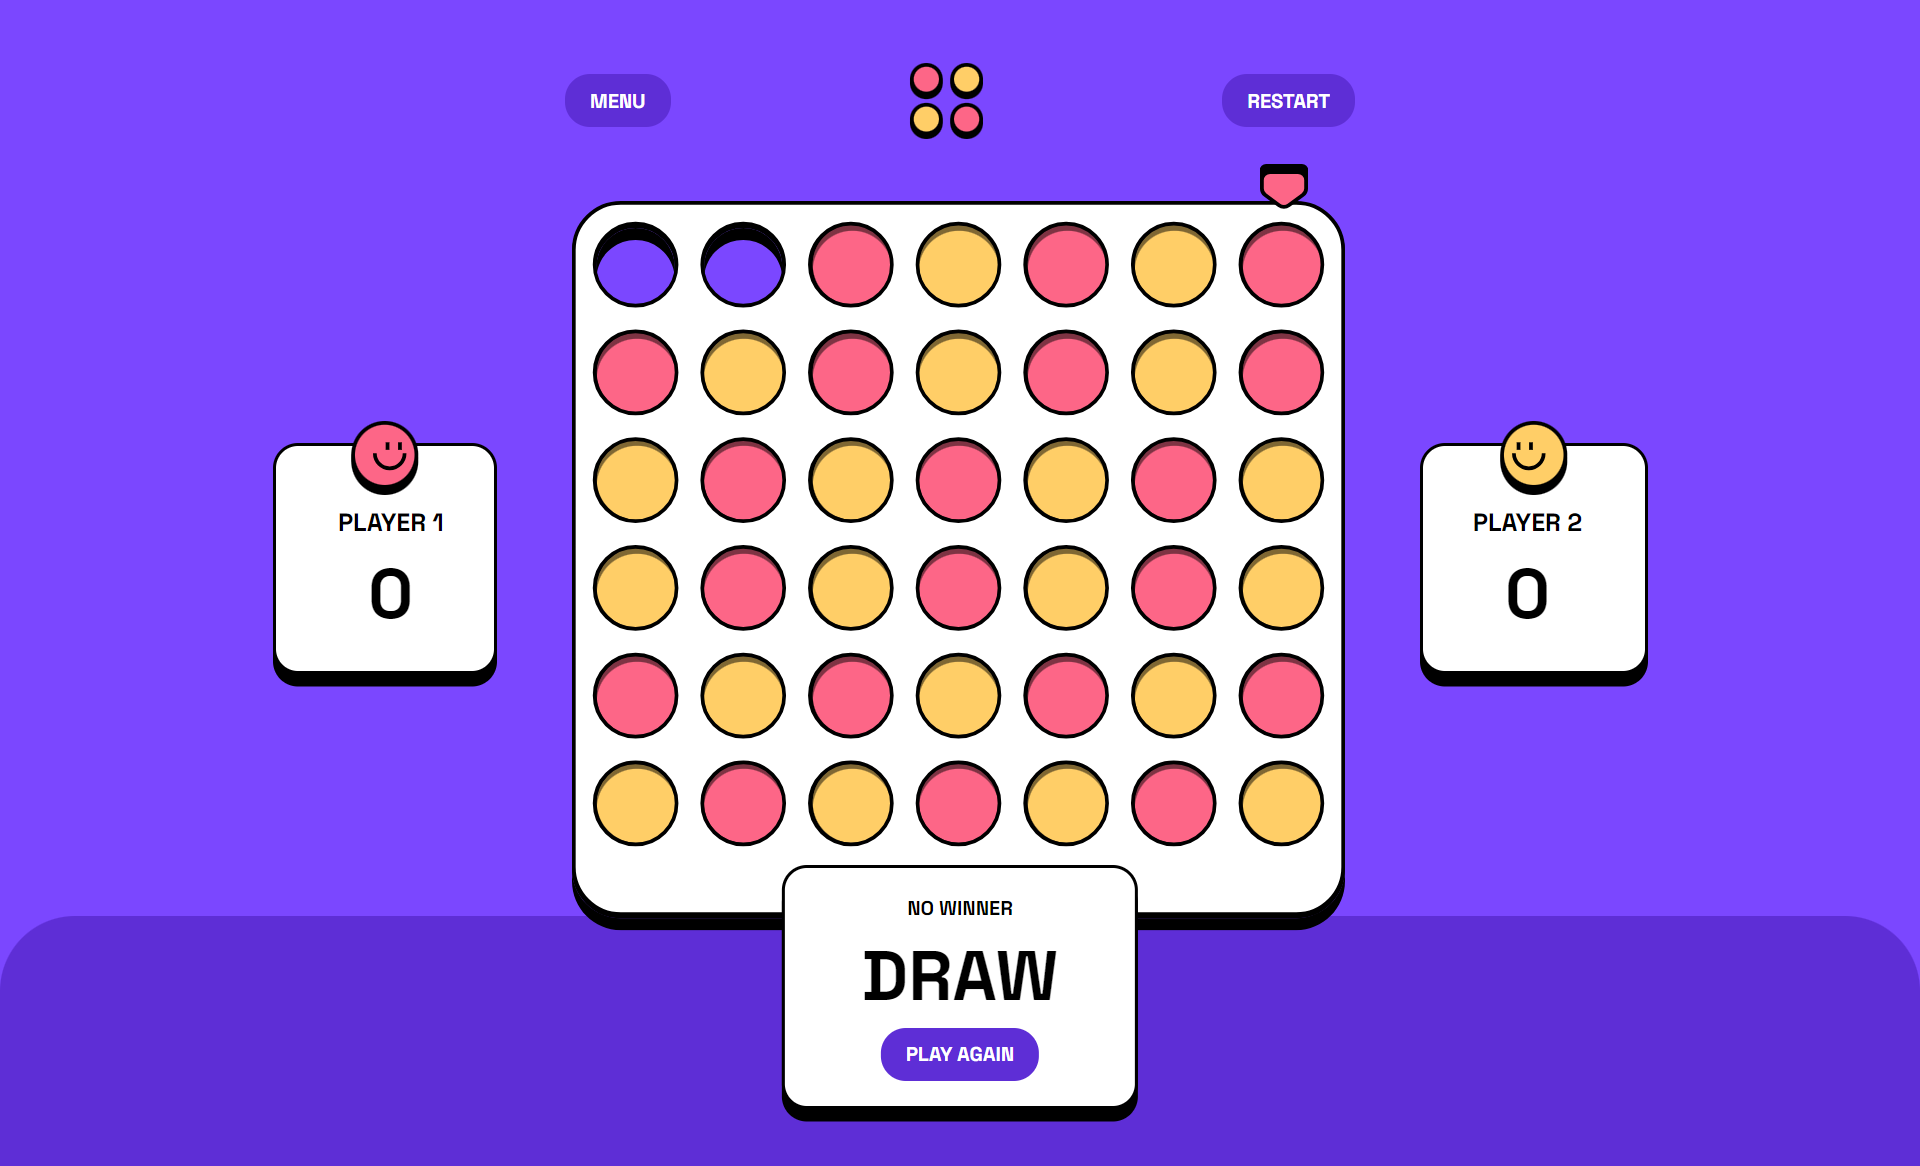 MENU
RESTART
PLAYER 1
0
PLAYER 2
0
NO WINNER
DRAW
PLAY AGAIN